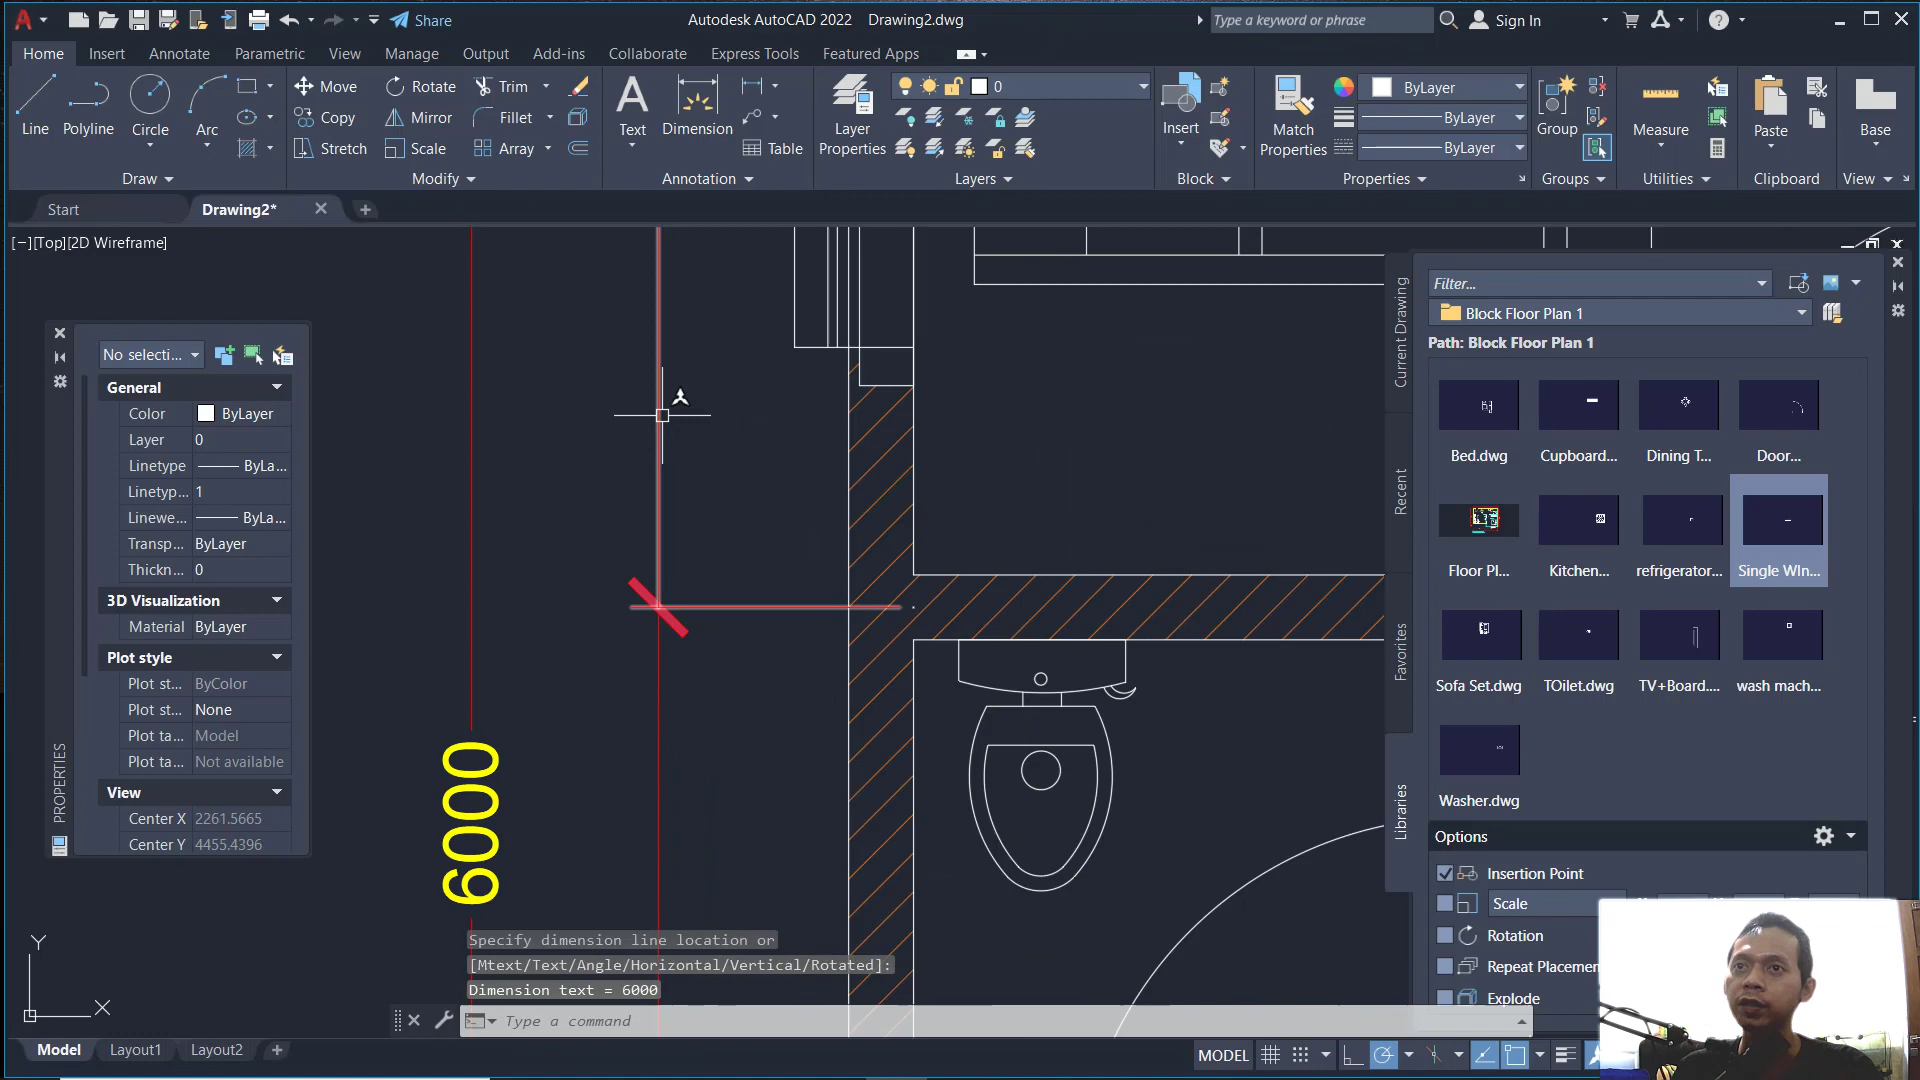 Share
Autodesk AutoCAD 2022 Drawing2.dwg
Type a keyword or phrase
Sign In
Home Insert Annotate Parametric View Manage Output Add-ins Collaborate Express Tools Featured Apps
Line Polyline Circle Arc
Move Rotate Trim
Copy Mirror Fillet
Stretch Scale Array
Text Dimension Table
Layer Properties
0
Insert
Match Properties
ByLayer
ByLayer
ByLayer
Group Measure Paste Base
Draw Modify Annotation Layers Block Properties Groups Utilities Clipboard View
Start Drawing2*
[−][Top][2D Wireframe]
No selecti...
General
Color ByLayer
Layer 0
Linetype ByLa...
Linetyp... 1
Linewe... ByLa...
Transp... ByLayer
Thickn... 0
3D Visualization
Material ByLayer
Plot style
Plot st... ByColor
Plot st... None
Plot ta... Model
Plot ta... Not available
View
Center X 2261.5665
Center Y 4455.4396
PROPERTIES
6000
Y
X
Current Drawing
Recent
Favorites
Libraries
Filter...
Block Floor Plan 1
Path: Block Floor Plan 1
Bed.dwg Cupboard... Dining T... Door...
Floor Pl... Kitchen... refrigerator... Single WIn...
Sofa Set.dwg TOilet.dwg TV+Board.... wash mach...
Washer.dwg
Options
Insertion Point
Scale
Rotation
Repeat Placemen
Explode
Specify dimension line location or
[Mtext/Text/Angle/Horizontal/Vertical/Rotated]:
Dimension text = 6000
Type a command
Model Layout1 Layout2
MODEL